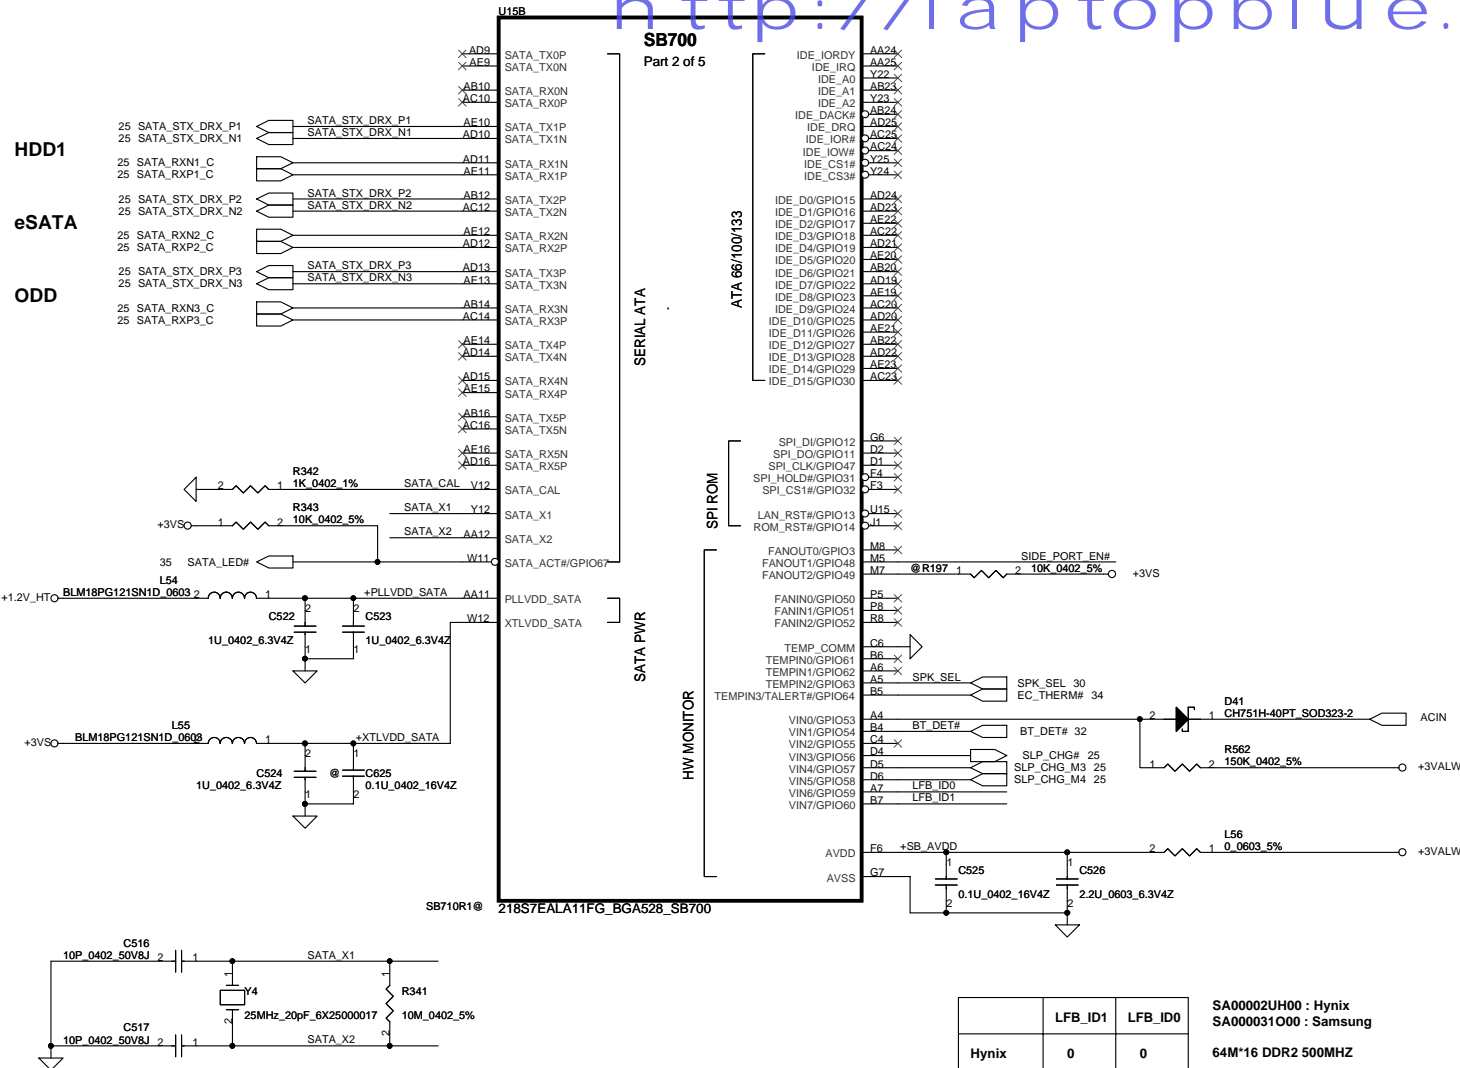 http://laptopblue.
U15B
SB700
Part 2 of 5
AD9 SATA_TX0P
AE9 SATA_TX0N
AB10 SATA_RX0N
AC10 SATA_RX0P
HDD1
25 SATA_STX_DRX_P1 SATA_STX_DRX_P1 AE10 SATA_TX1P
25 SATA_STX_DRX_N1 SATA_STX_DRX_N1 AD10 SATA_TX1N
25 SATA_RXN1_C AD11 SATA_RX1N
25 SATA_RXP1_C AE11 SATA_RX1P
eSATA
25 SATA_STX_DRX_P2 SATA_STX_DRX_P2 AB12 SATA_TX2P
25 SATA_STX_DRX_N2 SATA_STX_DRX_N2 AC12 SATA_TX2N
25 SATA_RXN2_C AE12 SATA_RX2N
25 SATA_RXP2_C AD12 SATA_RX2P
ODD
25 SATA_STX_DRX_P3 SATA_STX_DRX_P3 AD13 SATA_TX3P
25 SATA_STX_DRX_N3 SATA_STX_DRX_N3 AE13 SATA_TX3N
25 SATA_RXN3_C AB14 SATA_RX3N
25 SATA_RXP3_C AC14 SATA_RX3P
AE14 SATA_TX4P
AD14 SATA_TX4N
AD15 SATA_RX4N
AE15 SATA_RX4P
AB16 SATA_TX5P
AC16 SATA_TX5N
AE16 SATA_RX5N
AD16 SATA_RX5P
R342
2 1 1K_0402_1% SATA_CAL V12 SATA_CAL
R343
+3VS 1 2 10K_0402_5%
SATA_X1 Y12 SATA_X1
SATA_X2 AA12 SATA_X2
35 SATA_LED# W11 SATA_ACT#/GPIO67
SERIAL ATA
L54
+1.2V_HT BLM18PG121SN1D_0603 2 1 +PLLVDD_SATA AA11 PLLVDD_SATA
W12 XTLVDD_SATA
SATA PWR
2 C522 1U_0402_6.3V4Z 1
2 C523 1U_0402_6.3V4Z 1
L55
+3VS BLM18PG121SN1D_0603 2 1 +XTLVDD_SATA
2 C524 1U_0402_6.3V4Z 1
1 @ C625 0.1U_0402_16V4Z 2
ATA 66/100/133
IDE_IORDY AA24
IDE_IRQ AA25
IDE_A0 Y22
IDE_A1 AB23
IDE_A2 Y23
IDE_DACK# AB24
IDE_DRQ AD25
IDE_IOR# AC25
IDE_IOW# AC24
IDE_CS1# Y25
IDE_CS3# Y24
IDE_D0/GPIO15 AD24
IDE_D1/GPIO16 AD23
IDE_D2/GPIO17 AE22
IDE_D3/GPIO18 AC22
IDE_D4/GPIO19 AD21
IDE_D5/GPIO20 AE20
IDE_D6/GPIO21 AB20
IDE_D7/GPIO22 AD19
IDE_D8/GPIO23 AE19
IDE_D9/GPIO24 AC20
IDE_D10/GPIO25 AD20
IDE_D11/GPIO26 AE21
IDE_D12/GPIO27 AB22
IDE_D13/GPIO28 AD22
IDE_D14/GPIO29 AE23
IDE_D15/GPIO30 AC23
SPI ROM
SPI_DI/GPIO12 G6
SPI_DO/GPIO11 D2
SPI_CLK/GPIO47 D1
SPI_HOLD#/GPIO31 F4
SPI_CS1#/GPIO32 F3
LAN_RST#/GPIO13 U15
ROM_RST#/GPIO14 J1
HW MONITOR
FANOUT0/GPIO3 M8
FANOUT1/GPIO48 M5 SIDE_PORT_EN#
FANOUT2/GPIO49 M7 @R197 1 2 10K_0402_5% +3VS
FANIN0/GPIO50 P5
FANIN1/GPIO51 P8
FANIN2/GPIO52 R8
TEMP_COMM C6
TEMPIN0/GPIO61 B6
TEMPIN1/GPIO62 A6
TEMPIN2/GPIO63 A5 SPK_SEL SPK_SEL 30
TEMPIN3/TALERT#/GPIO64 B5 EC_THERM# 34
VIN0/GPIO53 A4
VIN1/GPIO54 B4 BT_DET# BT_DET# 32
VIN2/GPIO55 C4
VIN3/GPIO56 D4 SLP_CHG# 25
VIN4/GPIO57 D5 SLP_CHG_M3 25
VIN5/GPIO58 D6 SLP_CHG_M4 25
VIN6/GPIO59 A7 LFB_ID0
VIN7/GPIO60 B7 LFB_ID1
D41
2 1 CH751H-40PT_SOD323-2 ACIN
R562
1 2 150K_0402_5% +3VALW
L56
AVDD F6 +SB_AVDD 2 1 0_0603_5% +3VALW
AVSS G7
1 C525 0.1U_0402_16V4Z 2
1 C526 2.2U_0603_6.3V4Z 2
SB710R1@ 218S7EALA11FG_BGA528_SB700
C516
10P_0402_50V8J 2 1 SATA_X1
1 Y4 2 25MHz_20pF_6X25000017
1 R341 10M_0402_5% 2
C517
10P_0402_50V8J 2 1 SATA_X2
LFB_ID1 LFB_ID0
Hynix 0 0
SA00002UH00 : Hynix
SA000031O00 : Samsung
64M*16 DDR2 500MHZ